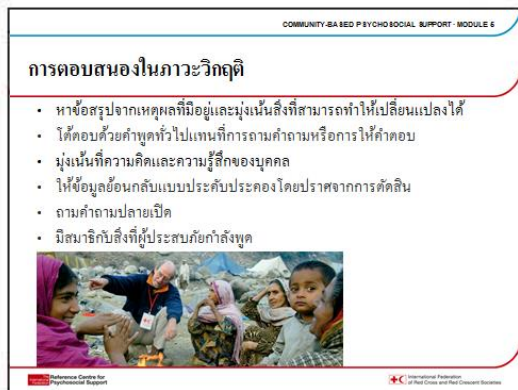 COMMUNITY-BASED PSYCHOSOCIAL SUPPORT · MODULE 5
การตอบสนองในภาวะวิกฤติ
• หาข้อสรุปจากเหตุผลที่มีอยู่และมุ่งเน้นสิ่งที่สามารถทำให้เปลี่ยนแปลงได้
• โต้ตอบด้วยคำพูดทั่วไปแทนที่การถามคำถามหรือการให้คำตอบ
• มุ่งเน้นที่ความคิดและความรู้สึกของบุคคล
• ให้ข้อมูลย้อนกลับแบบประคับประคองโดยปราศจากการตัดสิน
• ถามคำถามปลายเปิด
• มีสมาธิกับสิ่งที่ผู้ประสบภัยกำลังพูด
Reference Centre for
Psychosocial Support
International Federation
of Red Cross and Red Crescent Societies